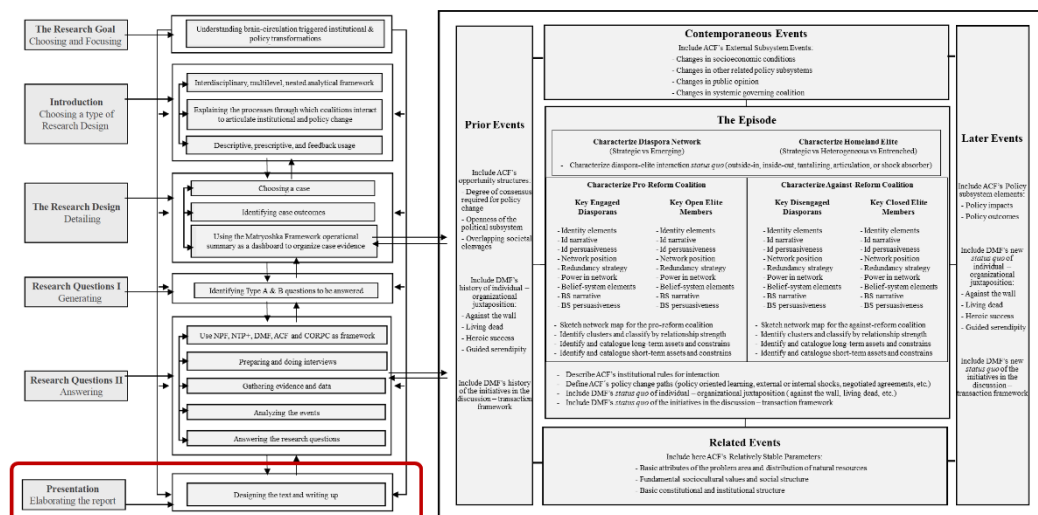 The Research Goal
Choosing and Focusing
Understanding brain-circulation triggered institutional &
policy transformations
Introduction
Choosing a type of
Research Design
Interdisciplinary, multilevel, nested analytical framework
Explaining the processes through which coalitions interact
to articulate institutional and policy change
Descriptive, prescriptive, and feedback usage
The Research Design
Detailing
Choosing a case
Identifying case outcomes
Using the Matryoshka Framework operational
summary as a dashboard to organize case evidence
Research Questions I
Generating
Identifying Type A & B questions to be answered
Research Questions II
Answering
Use NPF, NTP+, DMF, ACF and CORPC as framework
Preparing and doing interviews
Gathering evidence and data
Analyzing the events
Answering the research questions
Presentation
Elaborating the report
Designing the text and writing up
Prior Events
Include ACF's
opportunity structures:
- Degree of consensus
required for policy
change
- Openness of the
political subsystem
- Overlapping societal
cleavages
Include DMF's
history of individual –
organizational
juxtaposition:
- Against the wall
- Living dead
- Heroic success
- Guided serendipity
Include DMF's history
of the initiatives in the
discussion – transaction
framework
Contemporaneous Events
Include ACF's External Subsystem Events.
- Changes in socioeconomic conditions
- Changes in other related policy subsystems
- Changes in public opinion
- Changes in systemic governing coalition
The Episode
Characterize Diaspora Network
(Strategic vs Emerging)
Characterize Homeland Elite
(Strategic vs Heterogeneous vs Entrenched)
- Characterize diaspora-elite interaction status quo (outside-in, inside-out, tantalizing, articulation, or shock absorber)
Characterize Pro-Reform Coalition
Key Engaged
Diasporans
- Identity elements
- Id narrative
- Id persuasiveness
- Network position
- Redundancy strategy
- Power in network
- Belief-system elements
- BS narrative
- BS persuasiveness
Key Open Elite
Members
- Identity elements
- Id narrative
- Id persuasiveness
- Network position
- Redundancy strategy
- Power in network
- Belief-system elements
- BS narrative
- BS persuasiveness
- Sketch network map for the pro-reform coalition
- Identify clusters and classify by relationship strength
- Identify and catalogue long-term assets and constrains
- Identify and catalogue short-term assets and constrains
Characterize Against Reform Coalition
Key Disengaged
Diasporans
- Identity elements
- Id narrative
- Id persuasiveness
- Network position
- Redundancy strategy
- Power in network
- Belief-system elements
- BS narrative
- BS persuasiveness
Key Closed Elite
Members
- Identity elements
- Id narrative
- Id persuasiveness
- Network position
- Redundancy strategy
- Power in network
- Belief-system elements
- BS narrative
- BS persuasiveness
- Sketch network map for the against-reform coalition
- Identify clusters and classify by relationship strength
- Identify and catalogue long-term assets and constrains
- Identify and catalogue short-term assets and constrains
- Describe ACF's institutional rules for interaction
- Define ACF's policy change paths (policy oriented learning, external or internal shocks, negotiated agreements, etc.)
- Include DMF's status quo of individual – organizational juxtaposition (against the wall, living dead, etc.)
- Include DMF's status quo of the initiatives in the discussion – transaction framework
Related Events
Include here ACF's Relatively Stable Parameters:
- Basic attributes of the problem area and distribution of natural resources
- Fundamental sociocultural values and social structure
- Basic constitutional and institutional structure
Later Events
Include ACF's Policy
subsystem elements:
- Policy impacts
- Policy outcomes
Include DMF's new
status quo of
individual –
organizational
juxtaposition:
- Against the wall
- Living dead
- Heroic success
- Guided serendipity
Include DMF's new
status quo of the
initiatives in the
discussion –
transaction framework